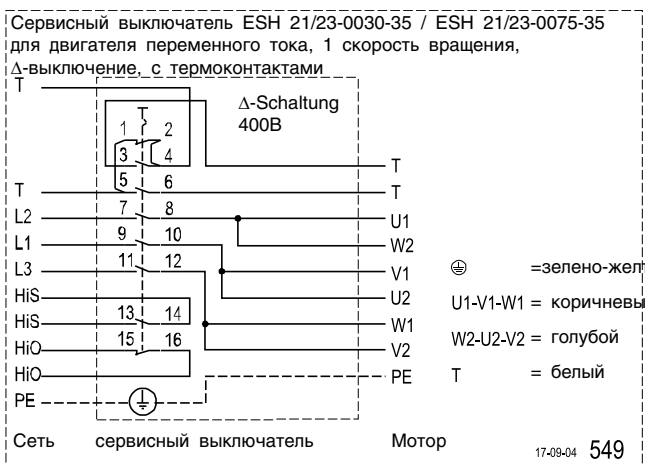 Сервисный выключатель ESH 21/23-0030-35 / ESH 21/23-0075-35
для двигателя переменного тока, 1 скорость вращения,
Δ-выключение, с термоконтактами
T
Δ-Schaltung
400В
T
1 2
3 4
T
T 5 6 T
L2 7 8 U1
W2
L1 9 10
L3 11 12 V1
=зелено-жел
HiS U2
U1-V1-W1 = коричневы
HiS 13 14 W1
HiO 15 16 V2
W2-U2-V2 = голубой
HiO
PE
T = белый
PE
Сеть сервисный выключатель Мотор
17-09-04 549